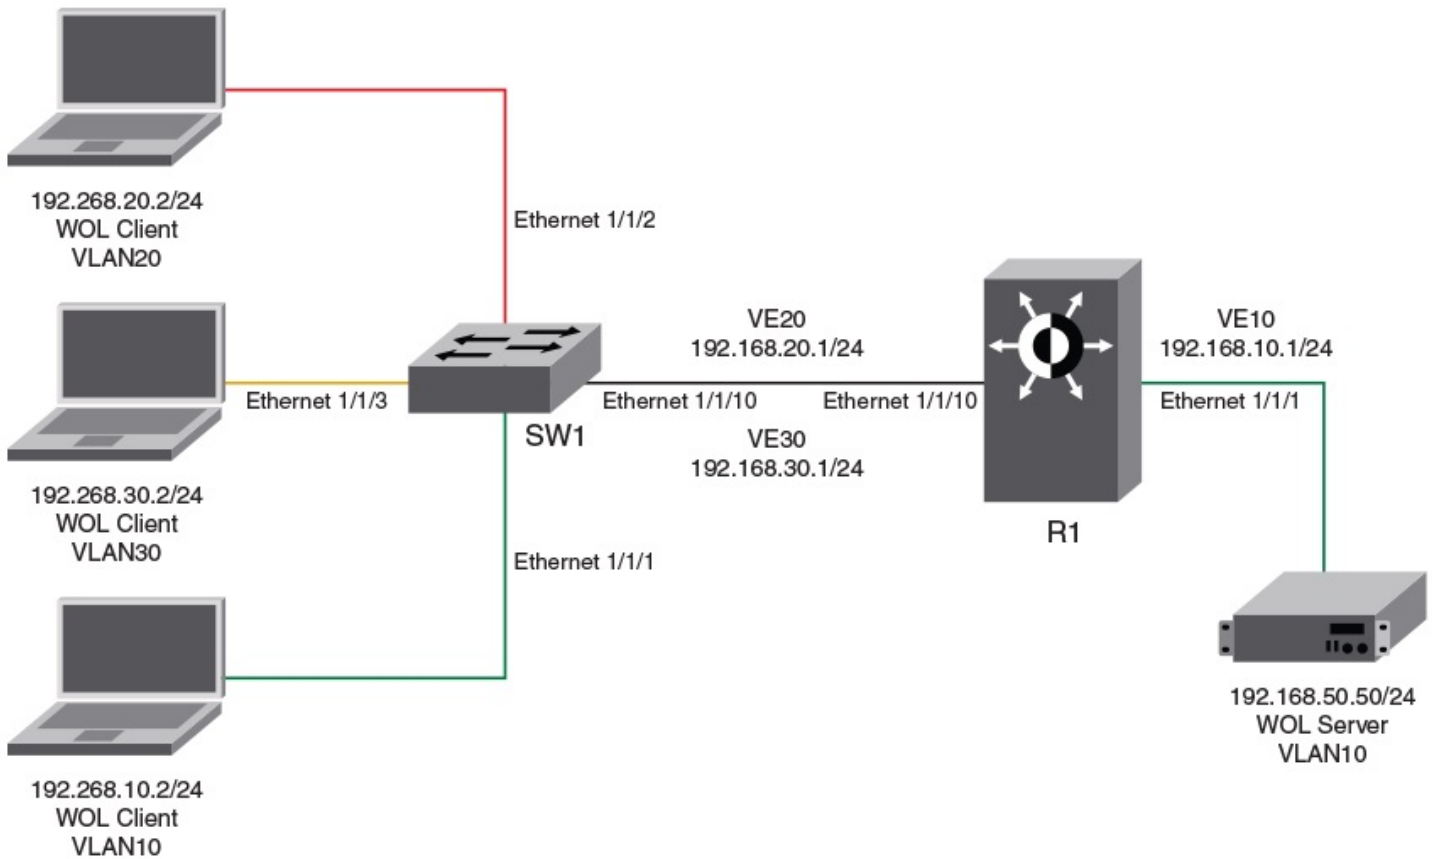 192.268.20.2/24
WOL Client
VLAN20
Ethernet 1/1/2
192.268.30.2/24
WOL Client
VLAN30
Ethernet 1/1/3
SW1
Ethernet 1/1/1
192.268.10.2/24
WOL Client
VLAN10
VE20
192.168.20.1/24
Ethernet 1/1/10
Ethernet 1/1/10
VE30
192.168.30.1/24
R1
VE10
192.168.10.1/24
Ethernet 1/1/1
192.168.50.50/24
WOL Server
VLAN10